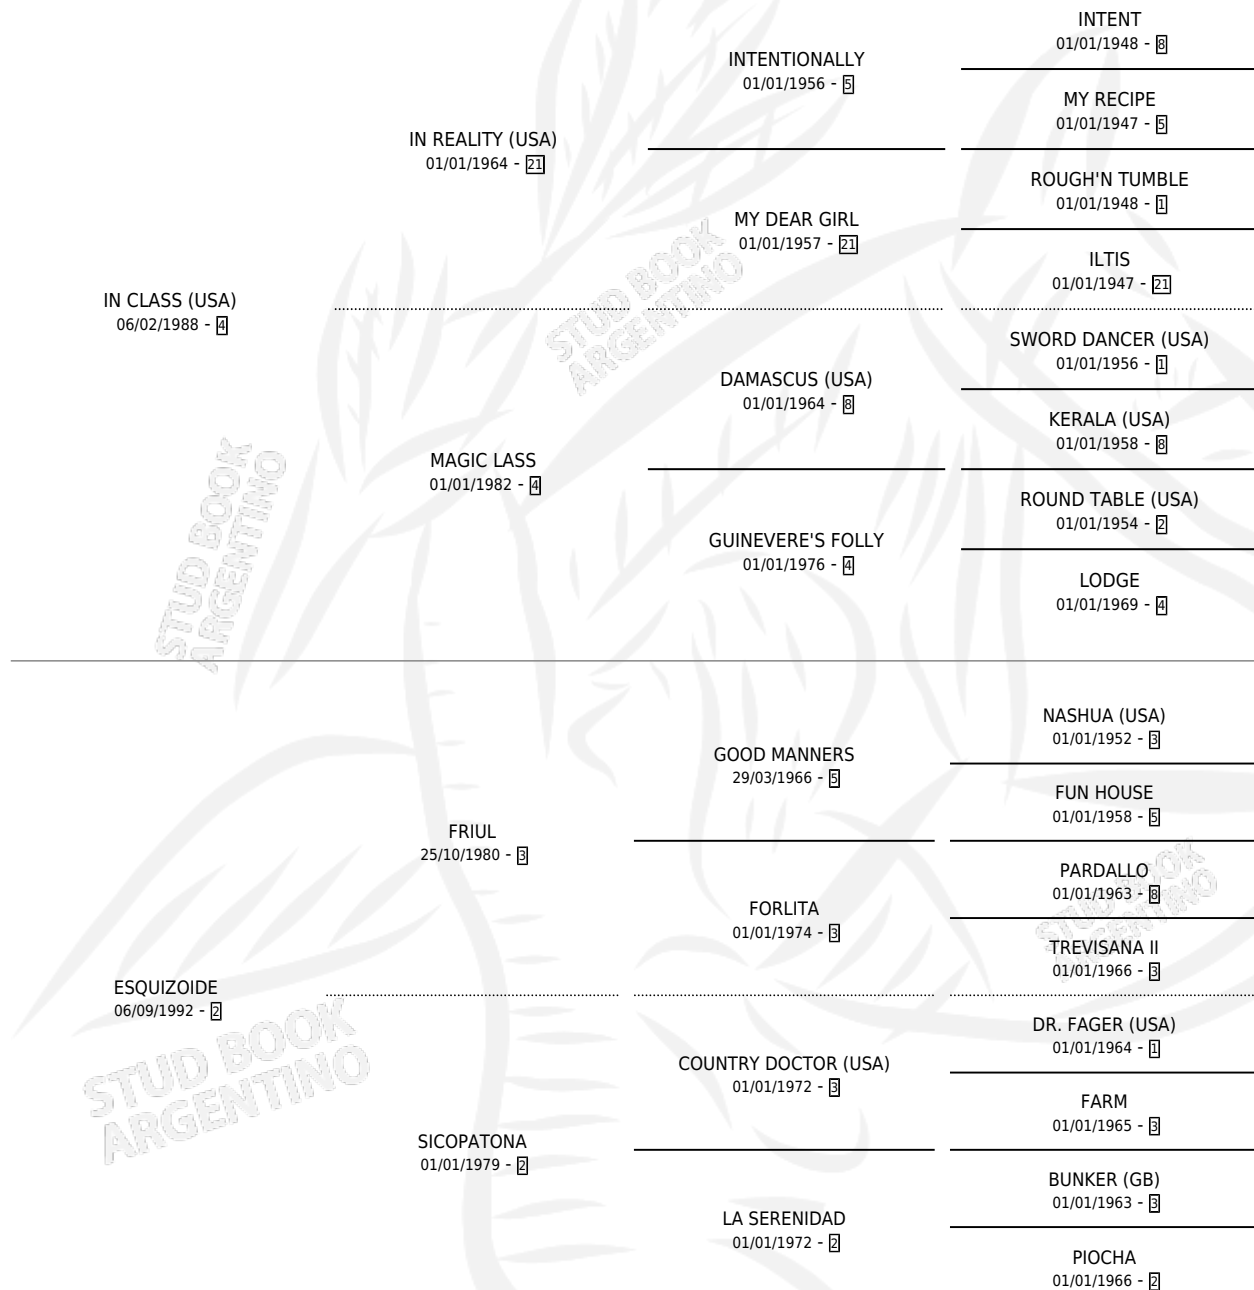 INTENT
01/01/1948 - 8
INTENTIONALLY
01/01/1956 - 5
MY RECIPE
01/01/1947 - 5
IN REALITY (USA)
01/01/1964 - 21
ROUGH'N TUMBLE
01/01/1948 - 1
MY DEAR GIRL
01/01/1957 - 21
ILTIS
01/01/1947 - 21
IN CLASS (USA)
06/02/1988 - 4
STUD BOOK
ARGENTINO
SWORD DANCER (USA)
01/01/1956 - 1
DAMASCUS (USA)
01/01/1964 - 8
KERALA (USA)
01/01/1958 - 8
MAGIC LASS
01/01/1982 - 4
ROUND TABLE (USA)
01/01/1954 - 2
GUINEVERE'S FOLLY
01/01/1976 - 4
LODGE
01/01/1969 - 4
STUD BOOK
ARGENTINO
NASHUA (USA)
01/01/1952 - 3
GOOD MANNERS
29/03/1966 - 5
FUN HOUSE
01/01/1958 - 5
FRIUL
25/10/1980 - 3
PARDALLO
01/01/1963 - 8
FORLITA
01/01/1974 - 3
STUD BOOK
ARGENTINO
TREVISANA II
01/01/1966 - 3
ESQUIZOIDE
06/09/1992 - 2
STUD BOOK
ARGENTINO
DR. FAGER (USA)
01/01/1964 - 1
COUNTRY DOCTOR (USA)
01/01/1972 - 3
FARM
01/01/1965 - 3
SICOPATONA
01/01/1979 - 2
BUNKER (GB)
01/01/1963 - 3
LA SERENIDAD
01/01/1972 - 2
PIOCHA
01/01/1966 - 2